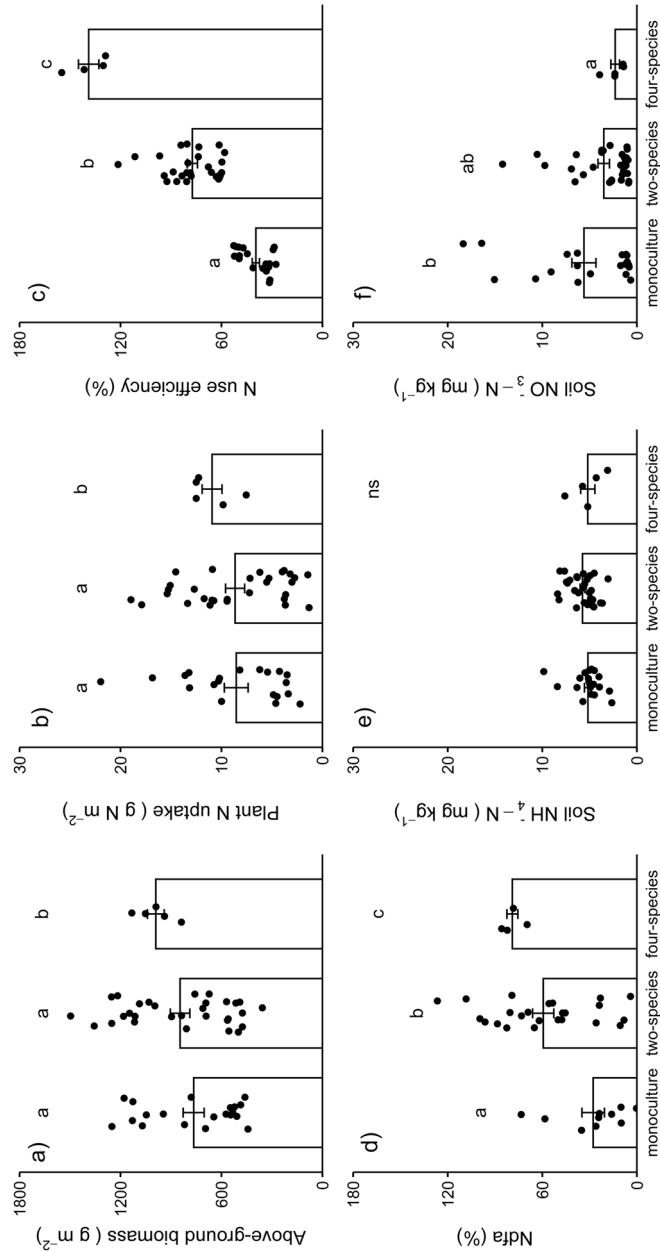 a)
Above-ground biomass ( g m⁻²)
1800
1200
600
0
a
a
b
b)
Plant N uptake ( g N m⁻²)
30
20
10
0
a
a
b
c)
N use efficiency (%)
180
120
60
0
a
b
c
d)
Ndfa (%)
180
120
60
0
a
b
c
monoculture two-species four-species
e)
Soil NH₄⁻ – N ( mg kg⁻¹)
30
20
10
0
ns
monoculture two-species four-species
f)
Soil NO₃⁻ – N ( mg kg⁻¹)
30
20
10
0
b
ab
a
monoculture two-species four-species